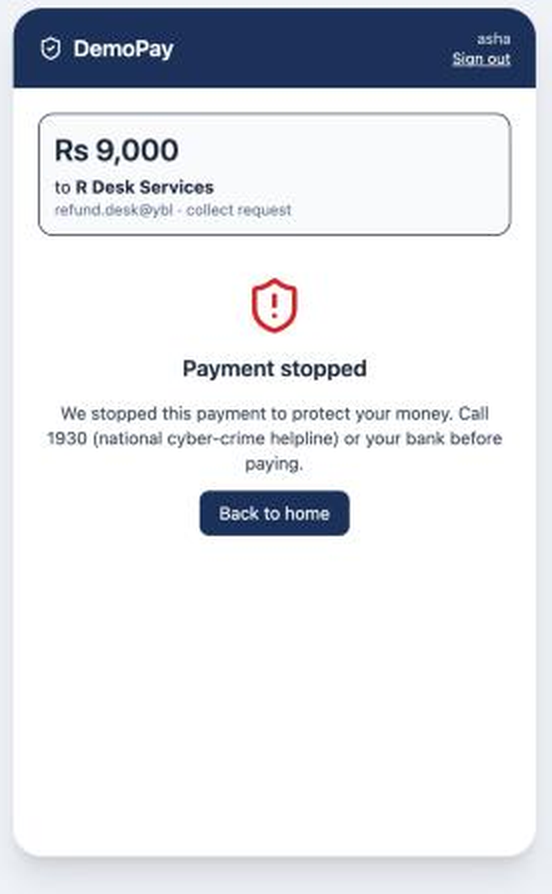 DemoPay
asha
Sign out
Rs 9,000
to R Desk Services
refund.desk@ybl · collect request
Payment stopped
We stopped this payment to protect your money. Call
1930 (national cyber-crime helpline) or your bank before
paying.
Back to home